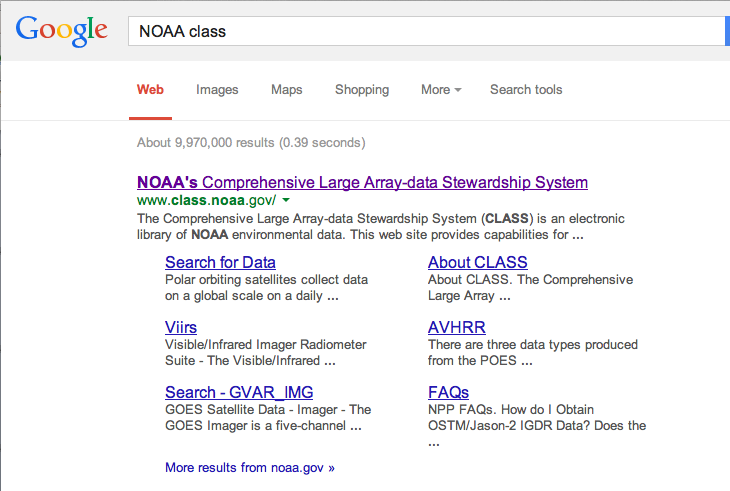 Google
NOAA class
Web Images Maps Shopping More Search tools
About 9,970,000 results (0.39 seconds)
NOAA's Comprehensive Large Array-data Stewardship System
www.class.noaa.gov/
The Comprehensive Large Array-data Stewardship System (CLASS) is an electronic
library of NOAA environmental data. This web site provides capabilities for ...
Search for Data
Polar orbiting satellites collect data
on a global scale on a daily ...
About CLASS
About CLASS. The Comprehensive
Large Array ...
Viirs
Visible/Infrared Imager Radiometer
Suite - The Visible/Infrared ...
AVHRR
There are three data types produced
from the POES ...
Search - GVAR_IMG
GOES Satellite Data - Imager - The
GOES Imager is a five-channel ...
FAQs
NPP FAQs. How do I Obtain
OSTM/Jason-2 IGDR Data? Does the
...
More results from noaa.gov »